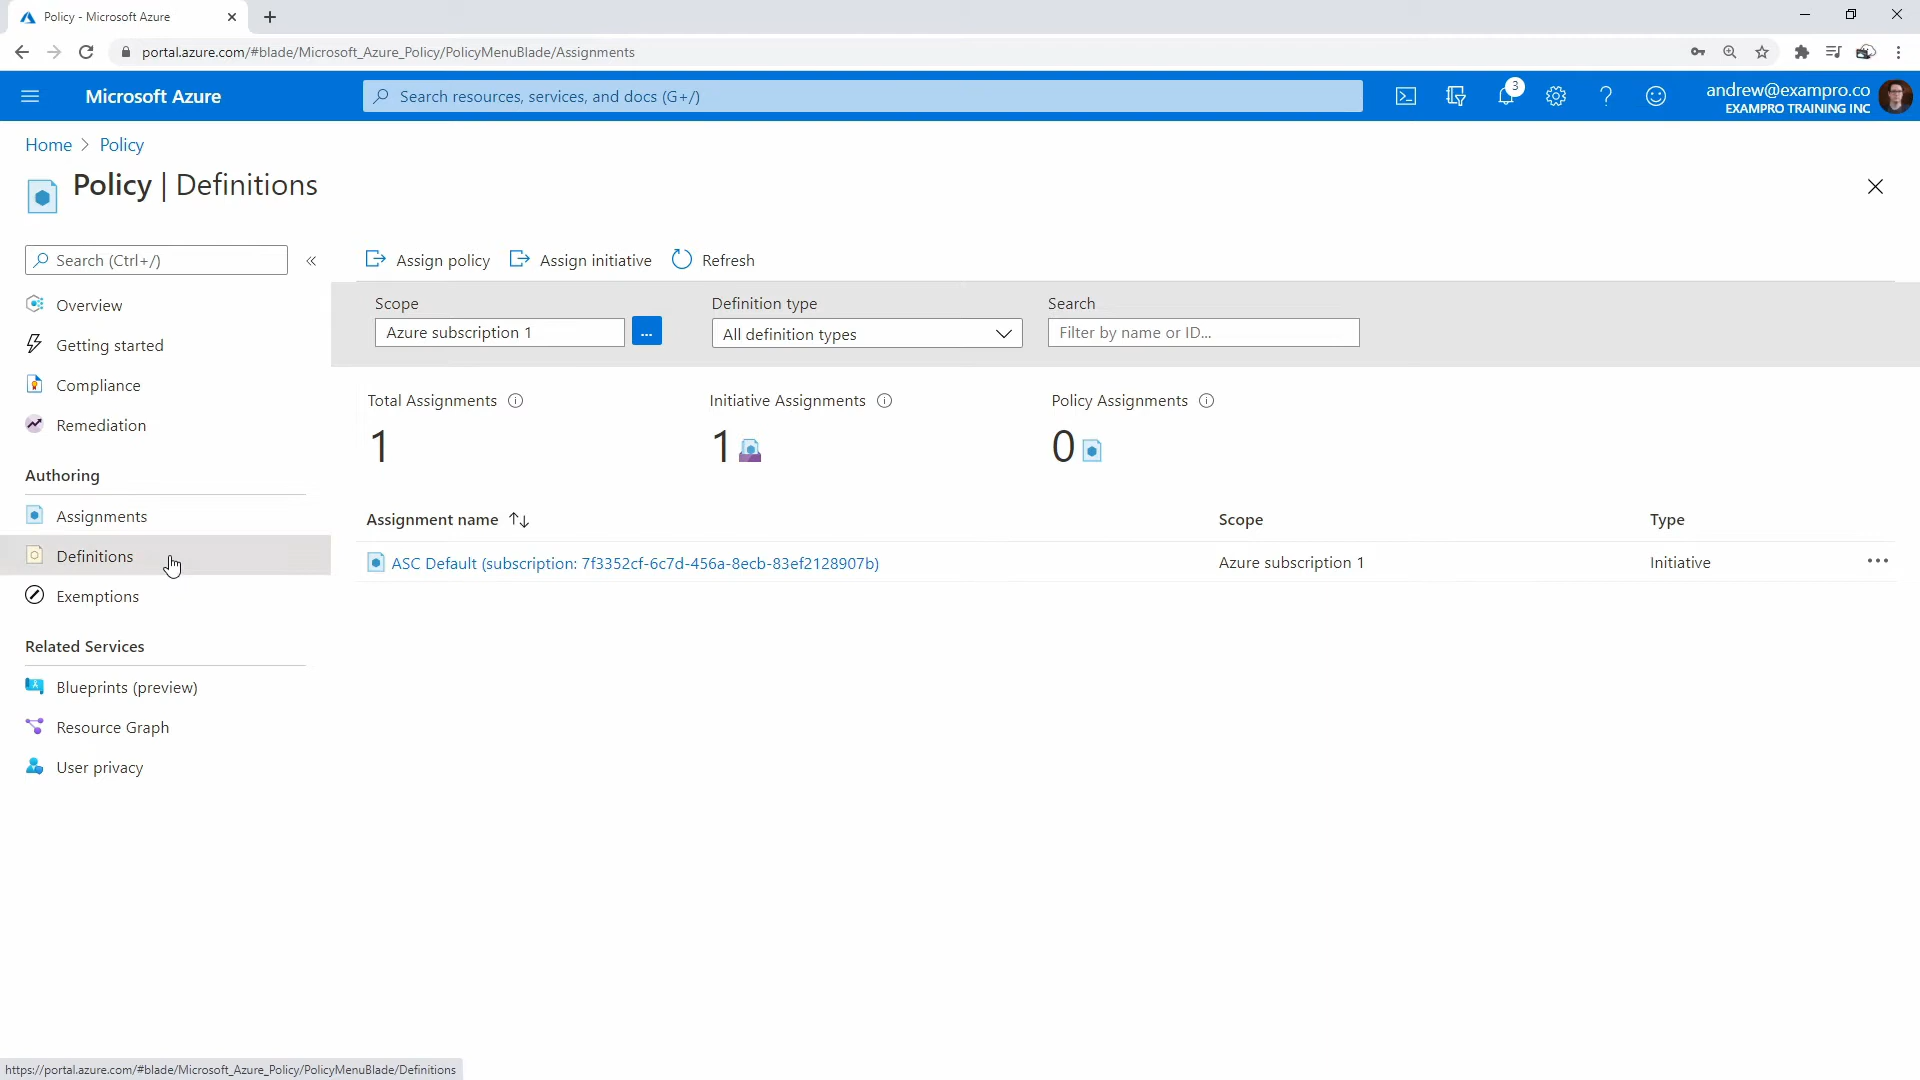 Policy - Microsoft Azure
portal.azure.com/#blade/Microsoft_Azure_Policy/PolicyMenuBlade/Assignments
Microsoft Azure
Search resources, services, and docs (G+/)
3
andrew@exampro.co
EXAMPRO TRAINING INC
Home > Policy
Policy | Definitions
Search (Ctrl+/)
«
Overview
Getting started
Compliance
Remediation
Authoring
Assignments
Definitions
Exemptions
Related Services
Blueprints (preview)
Resource Graph
User privacy
Assign policy
Assign initiative
Refresh
Scope
Azure subscription 1
...
Definition type
All definition types
Search
Filter by name or ID...
Total Assignments
1
Initiative Assignments
1
Policy Assignments
0
Assignment name
Scope
Type
ASC Default (subscription: 7f3352cf-6c7d-456a-8ecb-83ef2128907b)
Azure subscription 1
Initiative
https://portal.azure.com/#blade/Microsoft_Azure_Policy/PolicyMenuBlade/Definitions